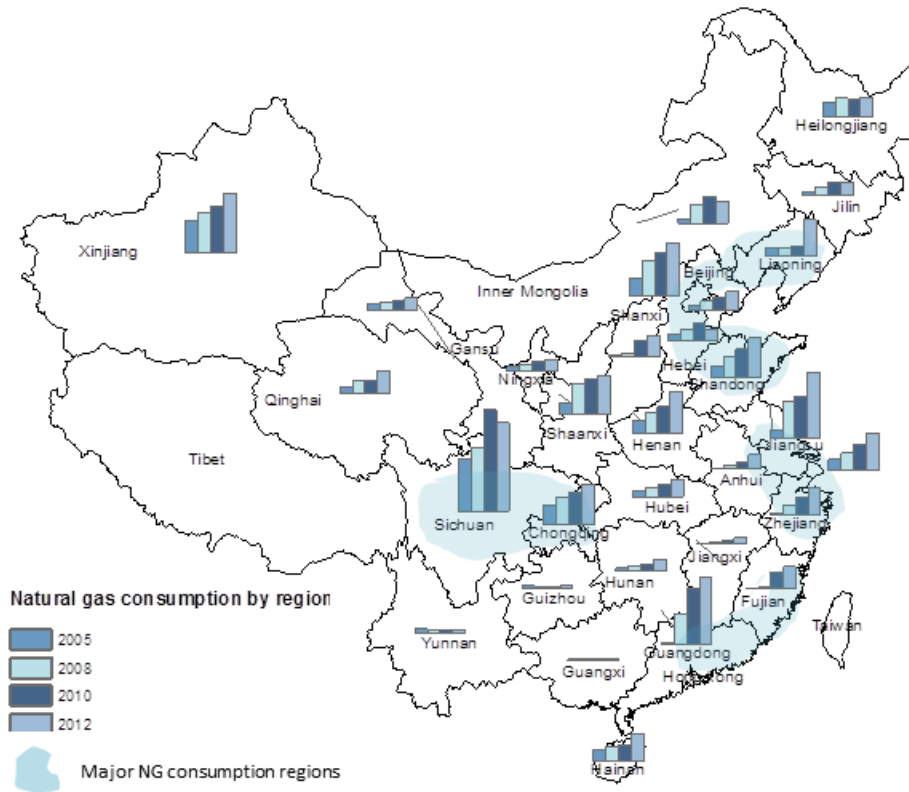 Heilongjiang
Jilin
Xinjiang
Beijing
Liaoning
Inner Mongolia
Shanxi
Gansu
Hebei
Shandong
Ningxia
Qinghai
Shaanxi
Henan
Jiangsu
Tibet
Anhui
Hubei
Sichuan
Chongqing
Zhejiang
Jiangxi
Hunan
Guizhou
Fujian
Natural gas consumption by region
2005
2008
2010
2012
Yunnan
Taiwan
Guangdong
Guangxi
Hong Kong
Major NG consumption regions
Hainan